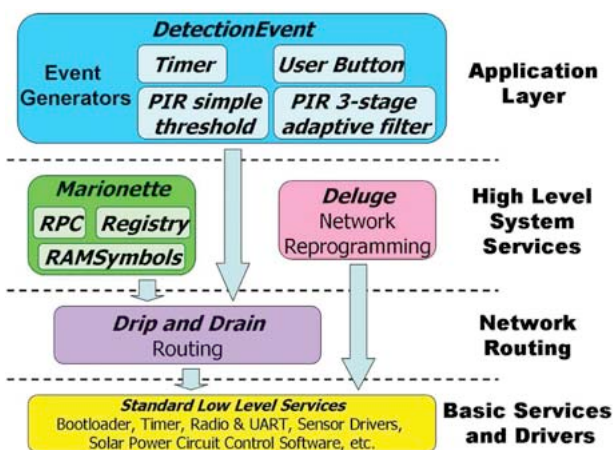 DetectionEvent
Event
Generators
Timer
User Button
PIR simple
threshold
PIR 3-stage
adaptive filter
Application
Layer
Marionette
RPC
Registry
RAMSymbols
Deluge
Network
Reprogramming
High Level
System
Services
Drip and Drain
Routing
Network
Routing
Standard Low Level Services
Bootloader, Timer, Radio & UART, Sensor Drivers,
Solar Power Circuit Control Software, etc.
Basic Services
and Drivers